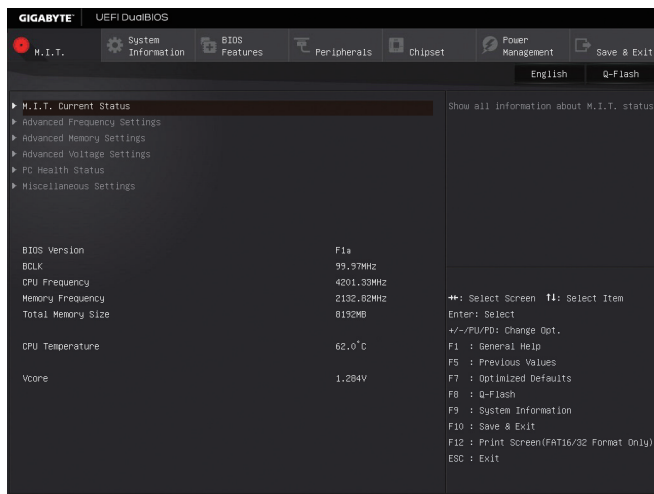 GIGABYTE™ UEFI DualBIOS
M.I.T.
System Information
BIOS Features
Peripherals
Chipset
Power Management
Save & Exit
English Q-Flash
M.I.T. Current Status
Advanced Frequency Settings
Advanced Memory Settings
Advanced Voltage Settings
PC Health Status
Miscellaneous Settings
Show all information about M.I.T. status
BIOS Version F1a
BCLK 99.97MHz
CPU Frequency 4201.33MHz
Memory Frequency 2132.82MHz
Total Memory Size 8192MB
CPU Temperature 62.0°C
Vcore 1.284V
→←: Select Screen ↑↓: Select Item
Enter: Select
+/-/PU/PD: Change Opt.
F1 : General Help
F5 : Previous Values
F7 : Optimized Defaults
F8 : Q-Flash
F9 : System Information
F10 : Save & Exit
F12 : Print Screen(FAT16/32 Format Only)
ESC : Exit